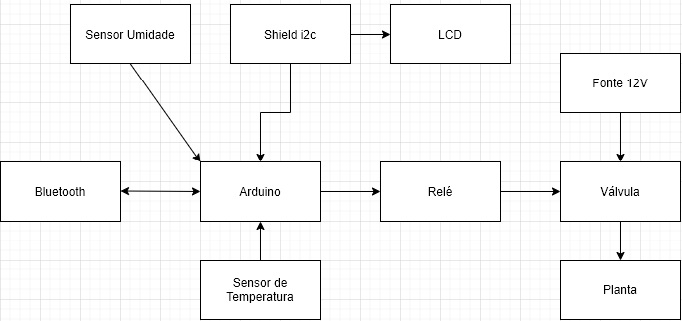 Sensor Umidade
Shield i2c
LCD
Fonte 12V
Bluetooth
Arduino
Relé
Válvula
Sensor de
Temperatura
Planta